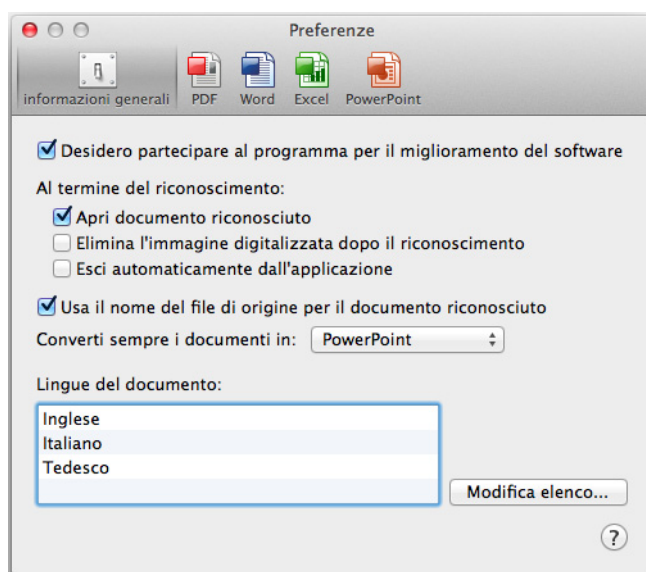 Preferenze
informazioni generali PDF Word Excel PowerPoint
Desidero partecipare al programma per il miglioramento del software
Al termine del riconoscimento:
Apri documento riconosciuto
Elimina l'immagine digitalizzata dopo il riconoscimento
Esci automaticamente dall'applicazione
Usa il nome del file di origine per il documento riconosciuto
Converti sempre i documenti in: PowerPoint
Lingue del documento:
Inglese
Italiano
Tedesco
Modifica elenco...
?